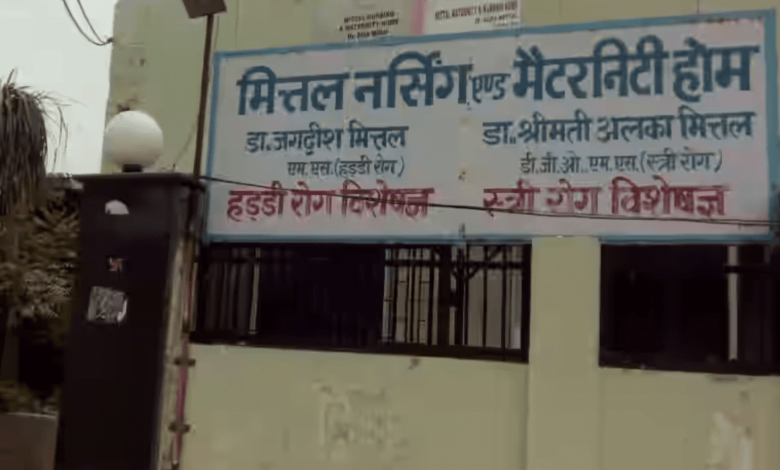 मित्तल नर्सिंग एण्ड मैटरनिटी होम
डा. जगदीश मित्तल
एम.एस.(हड्डी रोग)
हड्डी रोग विशेषज्ञ
डा. श्रीमती अलका मित्तल
डी.जी.ओ. एम.एस.(स्त्री रोग)
स्त्री रोग विशेषज्ञ